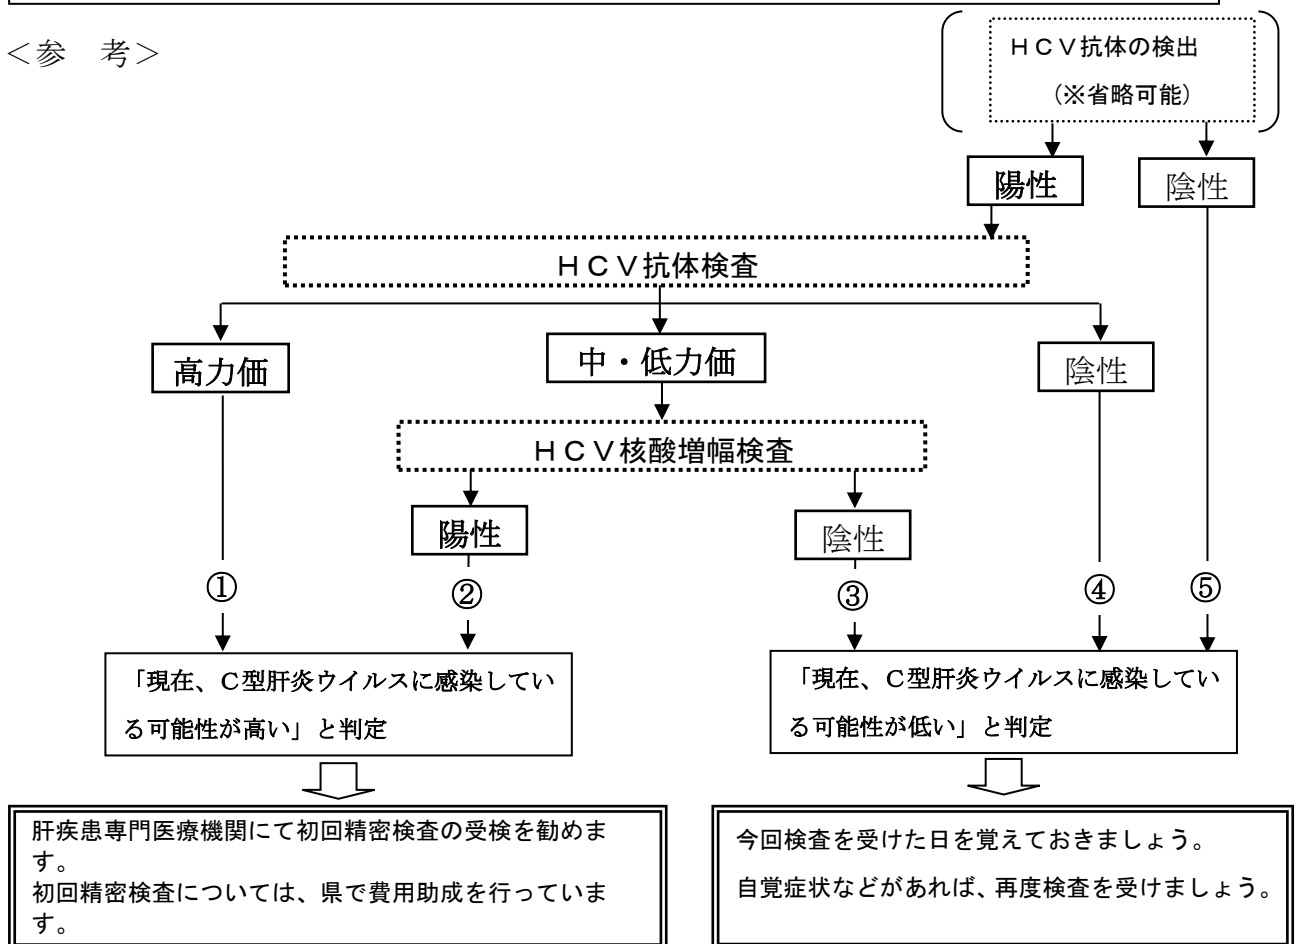 ＜参　考＞
ＨＣＶ抗体の検出
（※省略可能）
陽性
陰性
ＨＣＶ抗体検査
高力価
中・低力価
陰性
ＨＣＶ核酸増幅検査
陽性
陰性
①
②
③
④
⑤
「現在、Ｃ型肝炎ウイルスに感染してい
る可能性が高い」と判定
「現在、Ｃ型肝炎ウイルスに感染してい
る可能性が低い」と判定
肝疾患専門医療機関にて初回精密検査の受検を勧めま
す。
初回精密検査については、県で費用助成を行っていま
す。
今回検査を受けた日を覚えておきましょう。
自覚症状などがあれば、再度検査を受けましょう。